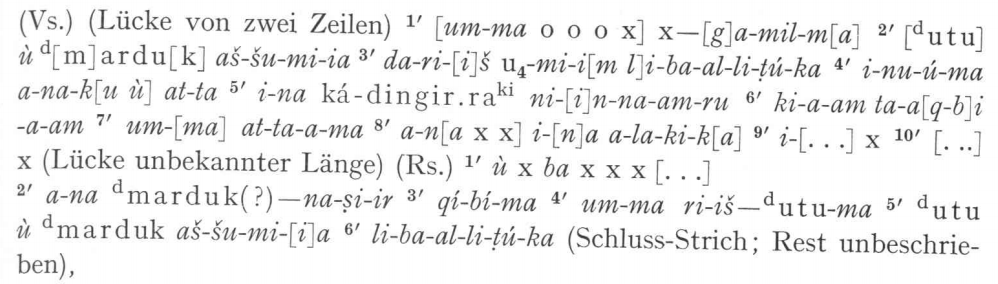 (Vs.) (Lücke von zwei Zeilen) 1′ [um-ma o o o x] x—[g]a-mil-m[a] 2′ [ᵈutu]
ù ᵈ[m]ardu[k] aš-šu-mi-ia 3′ da-ri-[i]š u₄-mi-i[m l]i-ba-al-li-ṭú-ka 4′ i-nu-ú-ma
a-na-k[u ù] at-ta 5′ i-na ká-dingir.raᵏⁱ ni-[i]n-na-am-ru 6′ ki-a-am ta-a[q-b]i
-a-am 7′ um-[ma] at-ta-a-ma 8′ a-n[a x x] i-[n]a a-la-ki-k[a] 9′ i-[. . .] x 10′ [. ..]
x (Lücke unbekannter Länge) (Rs.) 1′ ù x ba x x x [. . .]
2′ a-na ᵈmarduk(?)—na-ṣi-ir 3′ qí-bí-ma 4′ um-ma ri-iš—ᵈutu-ma 5′ ᵈutu
ù ᵈmarduk aš-šu-mi-[i]a 6′ li-ba-al-li-ṭú-ka (Schluss-Strich; Rest unbeschrie-
ben),